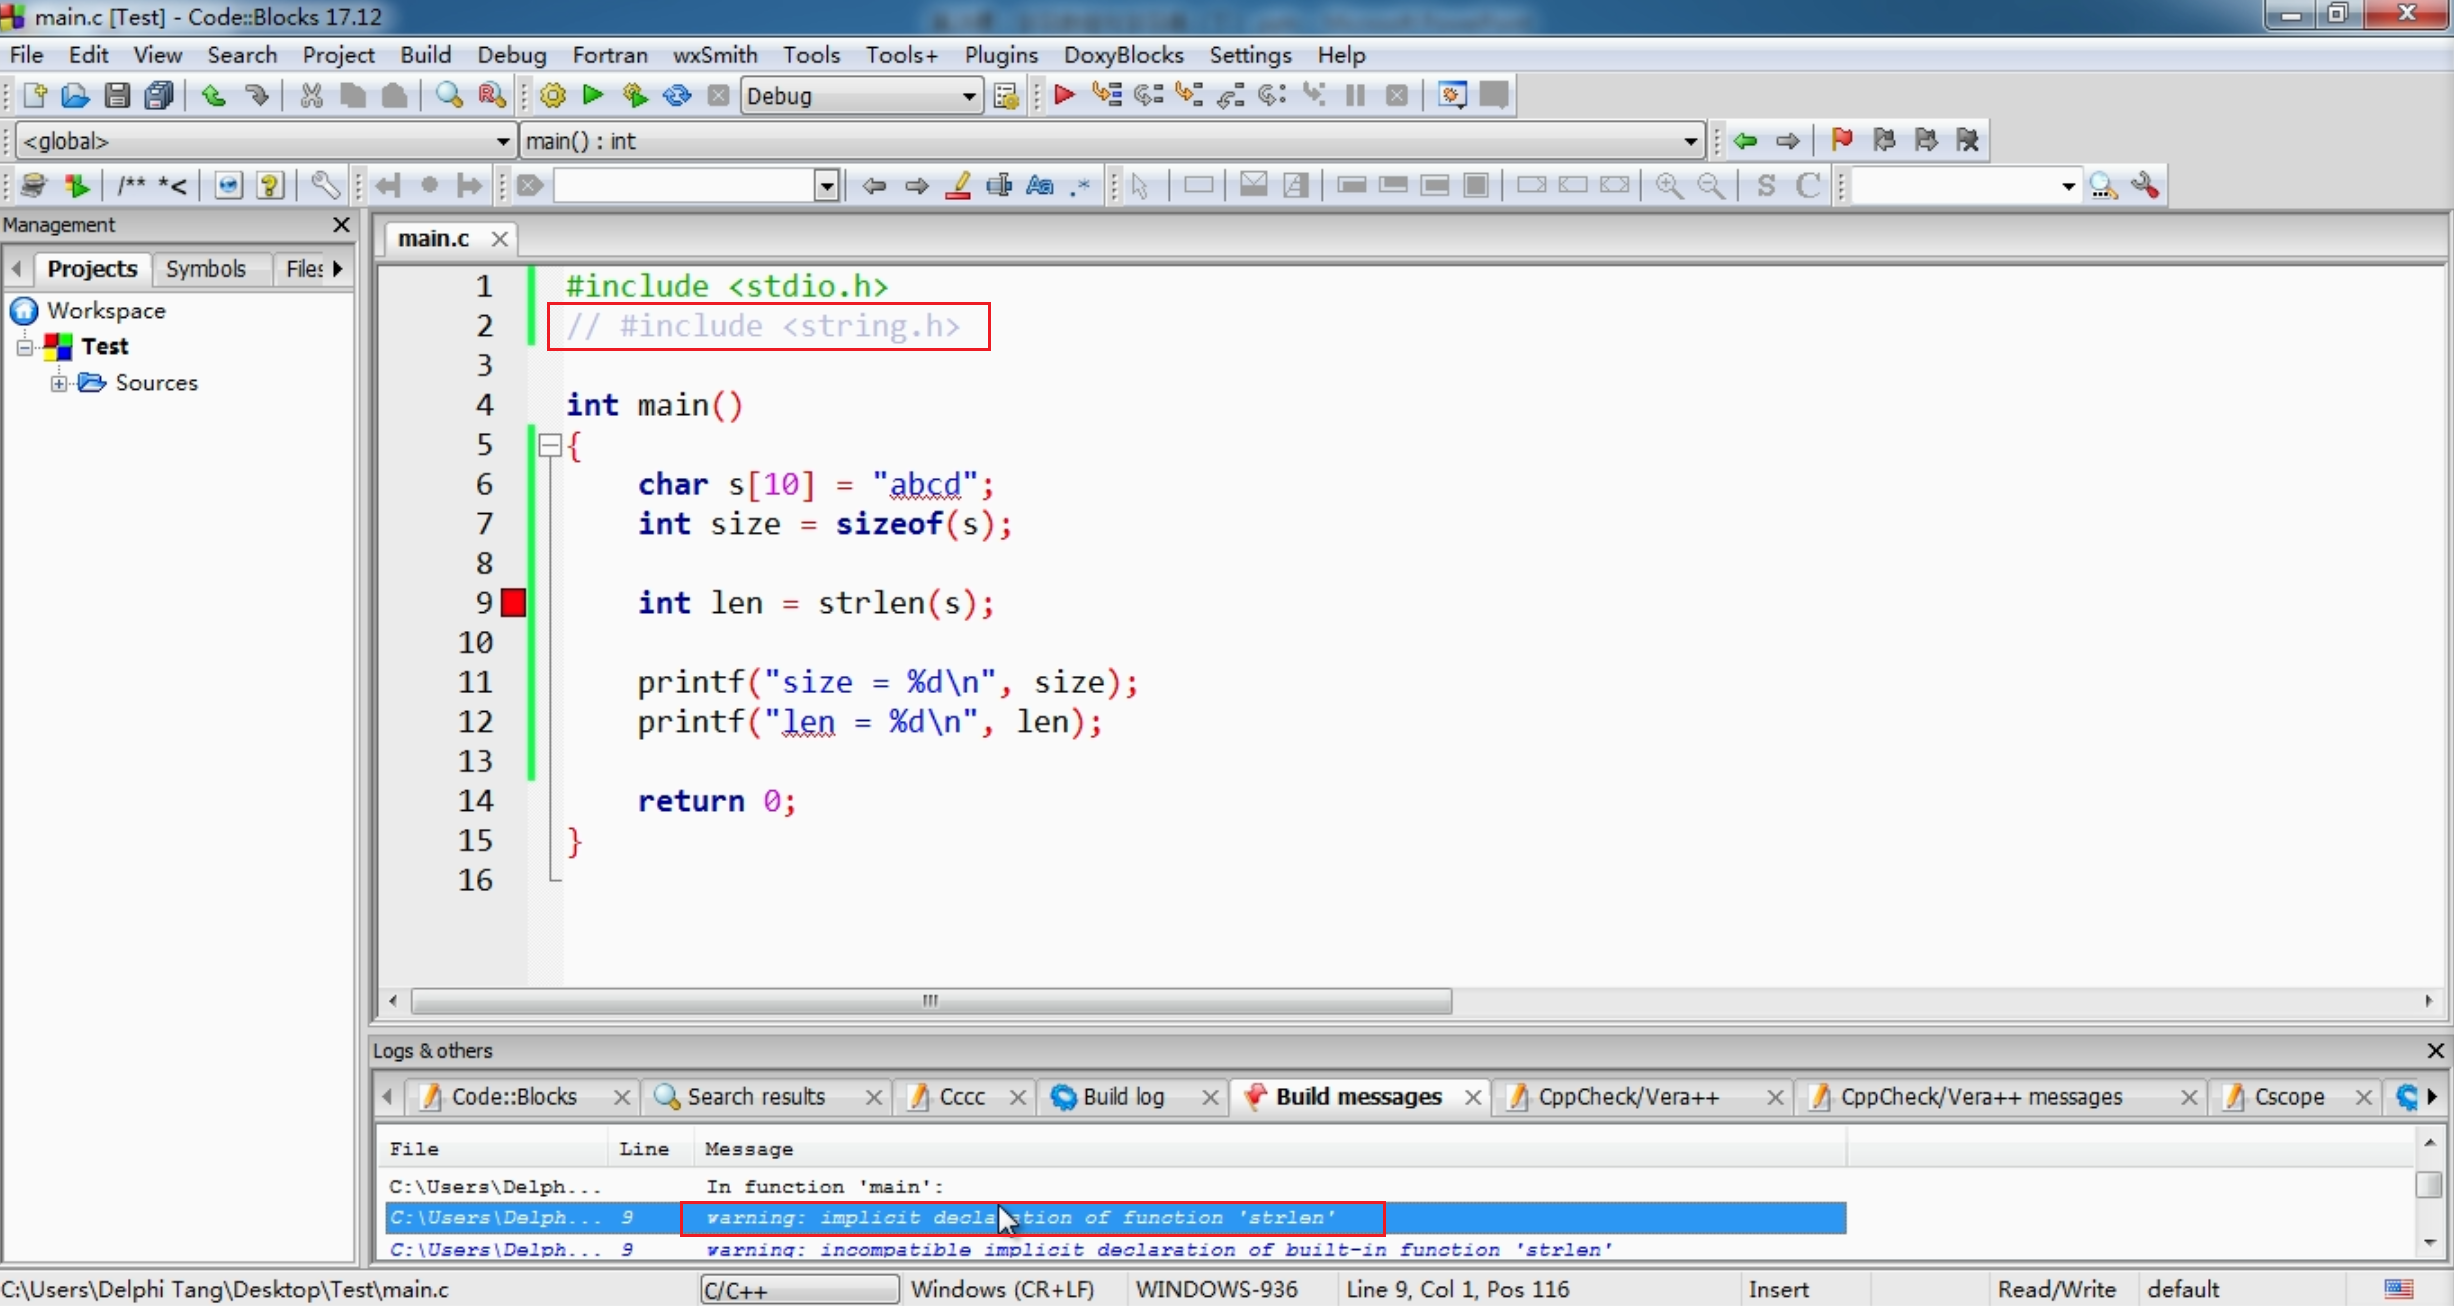 main.c [Test] - Code::Blocks 17.12
File Edit View Search Project Build Debug Fortran wxSmith Tools Tools+ Plugins DoxyBlocks Settings Help
Debug
<global> main() : int
/** *<
S C
Management
main.c
Projects Symbols Files
Workspace
Test
Sources
1 #include <stdio.h>
2 // #include <string.h>
3
4 int main()
5 {
6 char s[10] = "abcd";
7 int size = sizeof(s);
8
9 int len = strlen(s);
10
11 printf("size = %d\n", size);
12 printf("len = %d\n", len);
13
14 return 0;
15 }
16
Logs & others
Code::Blocks Search results Cccc Build log Build messages CppCheck/Vera++ CppCheck/Vera++ messages Cscope
File Line Message
C:\Users\Delph... In function 'main':
C:\Users\Delph... 9 warning: implicit declaration of function 'strlen'
C:\Users\Delph... 9 warning: incompatible implicit declaration of built-in function 'strlen'
C:\Users\Delphi Tang\Desktop\Test\main.c C/C++ Windows (CR+LF) WINDOWS-936 Line 9, Col 1, Pos 116 Insert Read/Write default